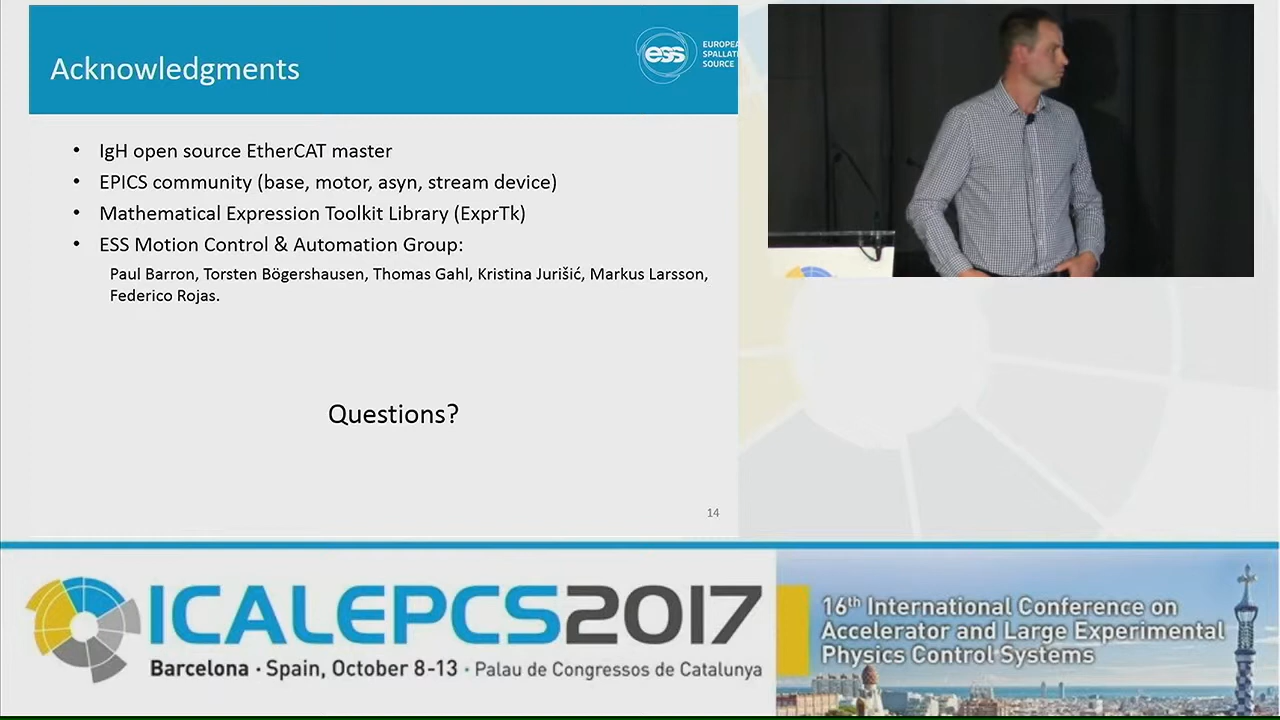 Acknowledgments
ess
EUROPEA
SPALLAT
SOURCE
• IgH open source EtherCAT master
• EPICS community (base, motor, asyn, stream device)
• Mathematical Expression Toolkit Library (ExprTk)
• ESS Motion Control & Automation Group:
Paul Barron, Torsten Bögershausen, Thomas Gahl, Kristina Jurišić, Markus Larsson,
Federico Rojas.
Questions?
14
ICALEPCS2017
Barcelona · Spain, October 8-13 · Palau de Congressos de Catalunya
16th International Conference on
Accelerator and Large Experimental
Physics Control Systems